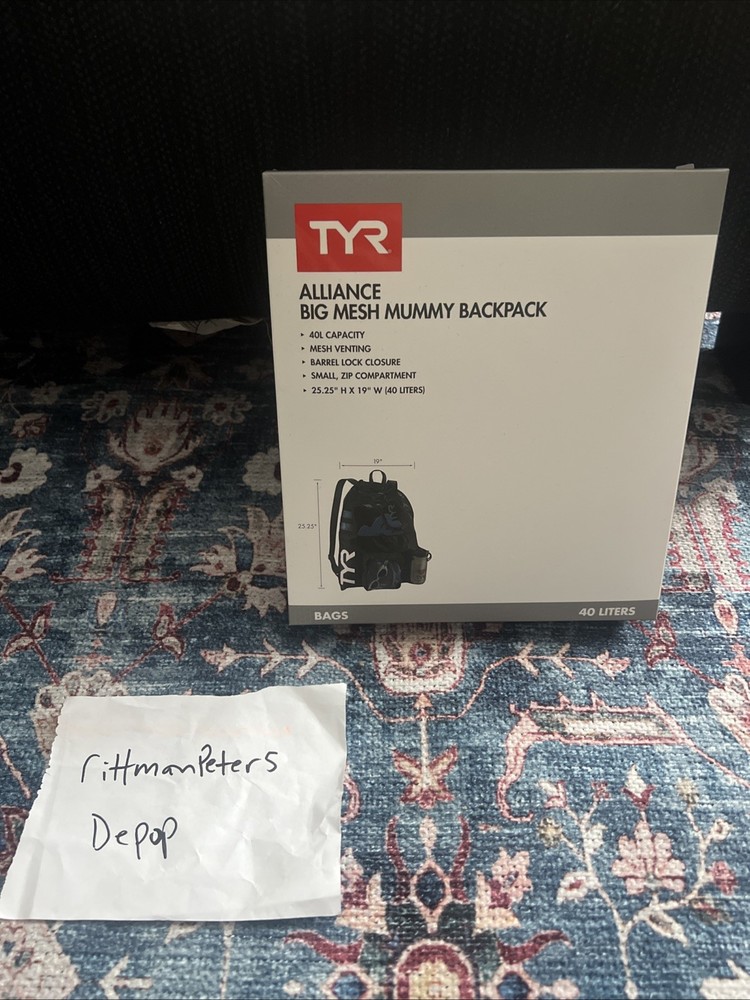 TYR
ALLIANCE
BIG MESH MUMMY BACKPACK
‣ 40L CAPACITY
‣ MESH VENTING
‣ BARREL LOCK CLOSURE
‣ SMALL, ZIP COMPARTMENT
‣ 25.25" H X 19" W (40 LITERS)
19"
25.25"
TYR
BAGS
40 LITERS
rittmanPeters
Depop